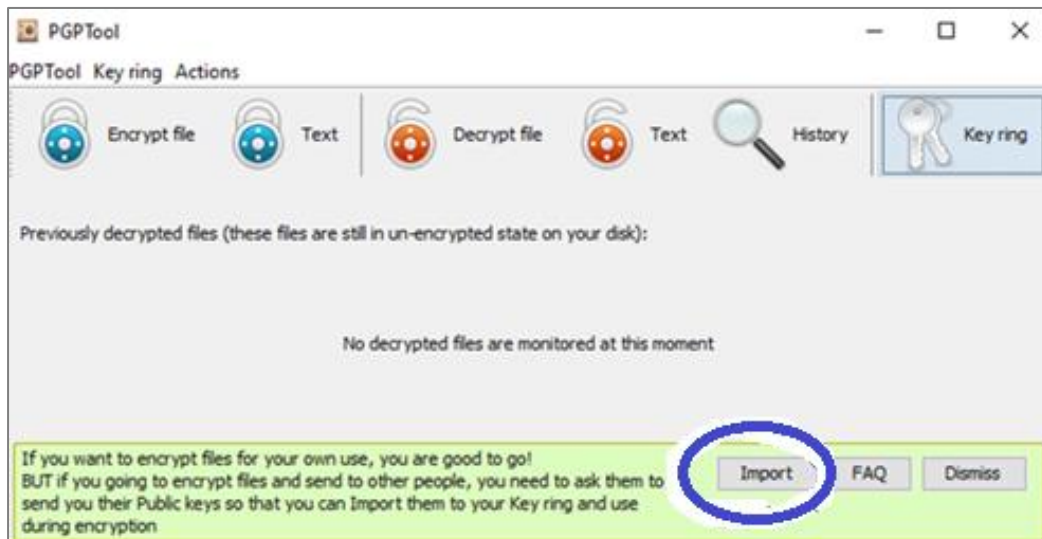 PGPTool
PGPTool Key ring Actions
Encrypt file Text Decrypt file Text History Key ring
Previously decrypted files (these files are still in un-encrypted state on your disk):
No decrypted files are monitored at this moment
If you want to encrypt files for your own use, you are good to go!
BUT if you going to encrypt files and send to other people, you need to ask them to
send you their Public keys so that you can Import them to your Key ring and use
during encryption
Import FAQ Dismiss